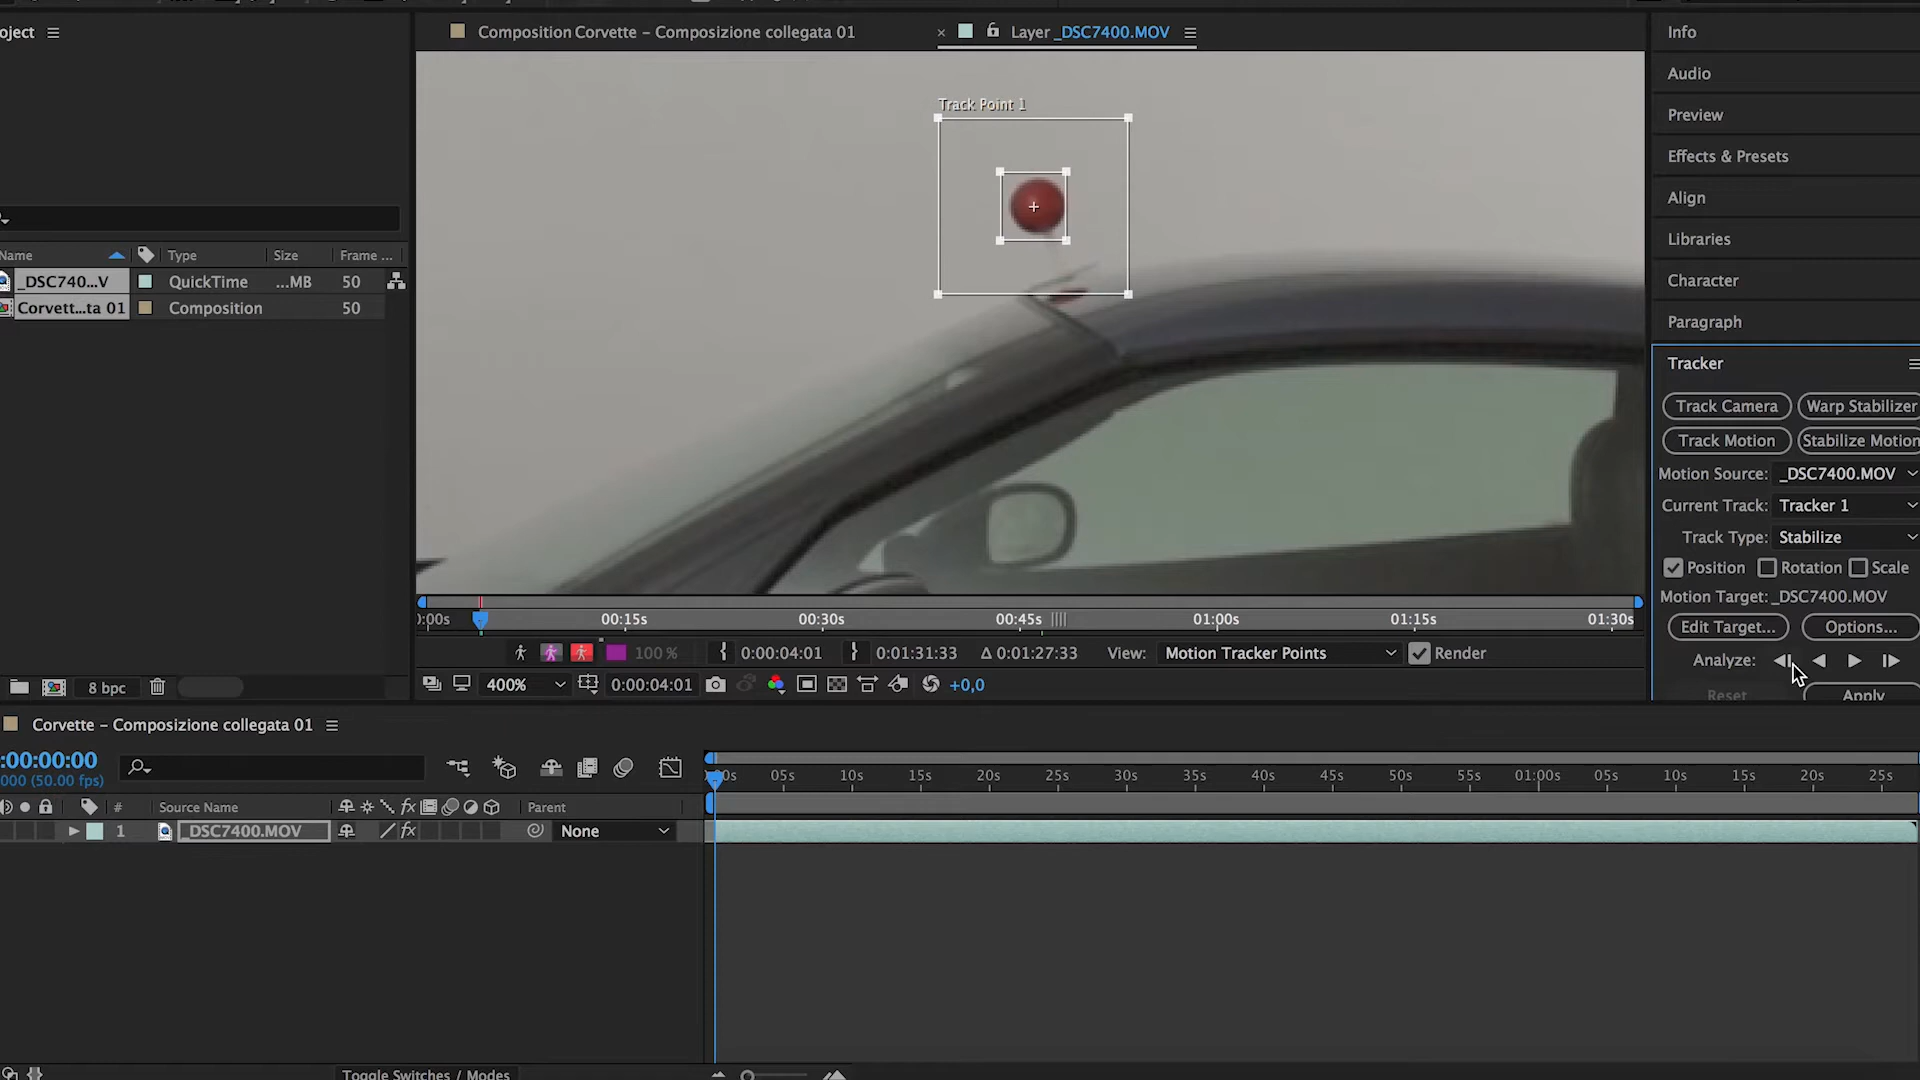 oject
Composition Corvette – Composizione collegata 01
× Layer _DSC7400.MOV
Info
Audio
Preview
Effects & Presets
Align
Libraries
Character
Paragraph
Track Point 1
Name Type Size Frame ...
_DSC740...V QuickTime ...MB 50
Corvett...ta 01 Composition 50
Tracker
Track Camera Warp Stabilizer
Track Motion Stabilize Motion
Motion Source: _DSC7400.MOV
Current Track: Tracker 1
Track Type: Stabilize
Position Rotation Scale
Motion Target: _DSC7400.MOV
Edit Target... Options...
Analyze:
Reset Apply
):00s 00:15s 00:30s 00:45s 01:00s 01:15s 01:30s
100 % 0:00:04:01 0:01:31:33 Δ 0:01:27:33 View: Motion Tracker Points Render
8 bpc
400% 0:00:04:01 +0,0
Corvette – Composizione collegata 01
:00:00:00
000 (50.00 fps)
00s 05s 10s 15s 20s 25s 30s 35s 40s 45s 50s 55s 01:00s 05s 10s 15s 20s 25s
# Source Name fx Parent
1 _DSC7400.MOV fx None
Toggle Switches / Modes